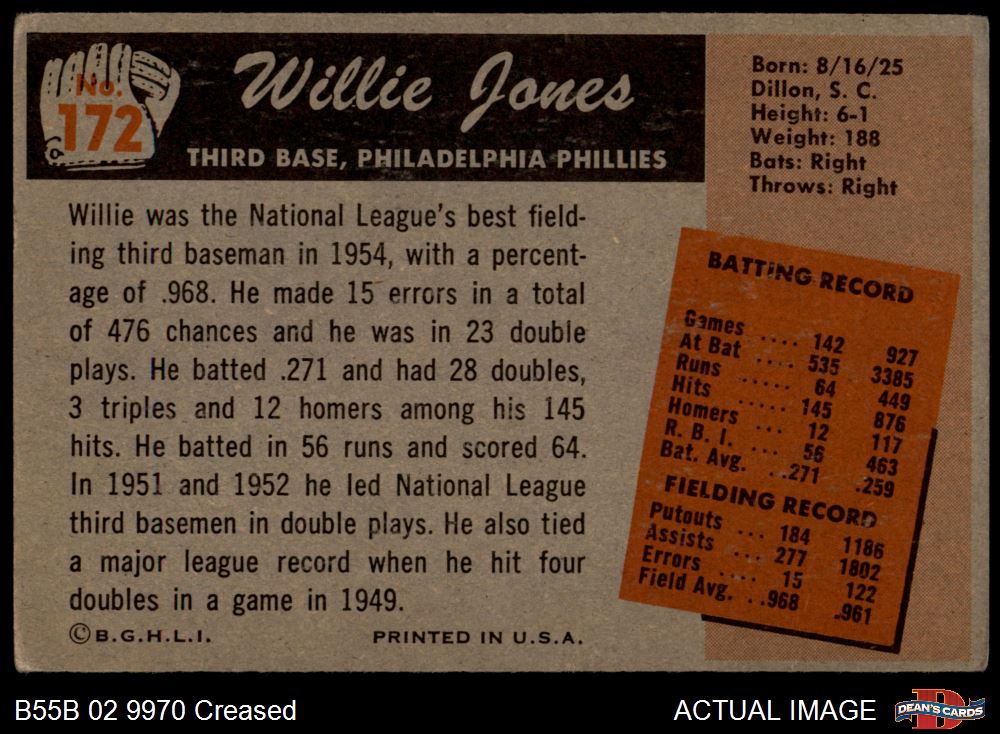 No.
172
Willie Jones
THIRD BASE, PHILADELPHIA PHILLIES
Willie was the National League's best field-
ing third baseman in 1954, with a percent-
age of .968. He made 15 errors in a total
of 476 chances and he was in 23 double
plays. He batted .271 and had 28 doubles,
3 triples and 12 homers among his 145
hits. He batted in 56 runs and scored 64.
In 1951 and 1952 he led National League
third basemen in double plays. He also tied
a major league record when he hit four
doubles in a game in 1949.
© B.G.H.L.I. PRINTED IN U.S.A.
Born: 8/16/25
Dillon, S. C.
Height: 6-1
Weight: 188
Bats: Right
Throws: Right
BATTING RECORD
Games .... 142 927
At Bat .... 535 3385
Runs ..... 64 449
Hits ..... 145 876
Homers ... 12 117
R. B. I. ... 56 463
Bat. Avg. ...271 .259
FIELDING RECORD
Putouts ... 184 1186
Assists ... 277 1802
Errors .... 15 122
Field Avg. ...968 .961
B55B 02 9970 Creased
ACTUAL IMAGE
DEAN'S CARDS